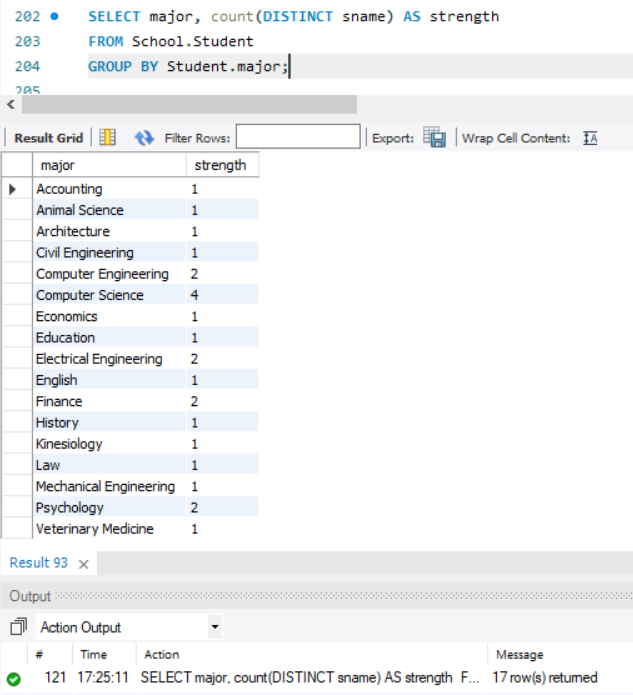 202 SELECT major, count(DISTINCT sname) AS strength
203 FROM School.Student
204 GROUP BY Student.major;
205
Result Grid Filter Rows: Export: Wrap Cell Content: IA
major strength
Accounting 1
Animal Science 1
Architecture 1
Civil Engineering 1
Computer Engineering 2
Computer Science 4
Economics 1
Education 1
Electrical Engineering 2
English 1
Finance 2
History 1
Kinesiology 1
Law 1
Mechanical Engineering 1
Psychology 2
Veterinary Medicine 1
Result 93
Output
Action Output
# Time Action Message
121 17:25:11 SELECT major, count(DISTINCT sname) AS strength F... 17 row(s) returned